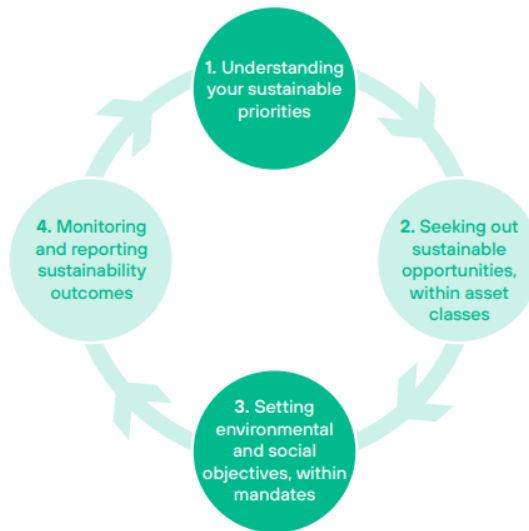 1. Understanding
your sustainable
priorities
2. Seeking out
sustainable
opportunities,
within asset
classes
3. Setting
environmental
and social
objectives, within
mandates
4. Monitoring
and reporting
sustainability
outcomes